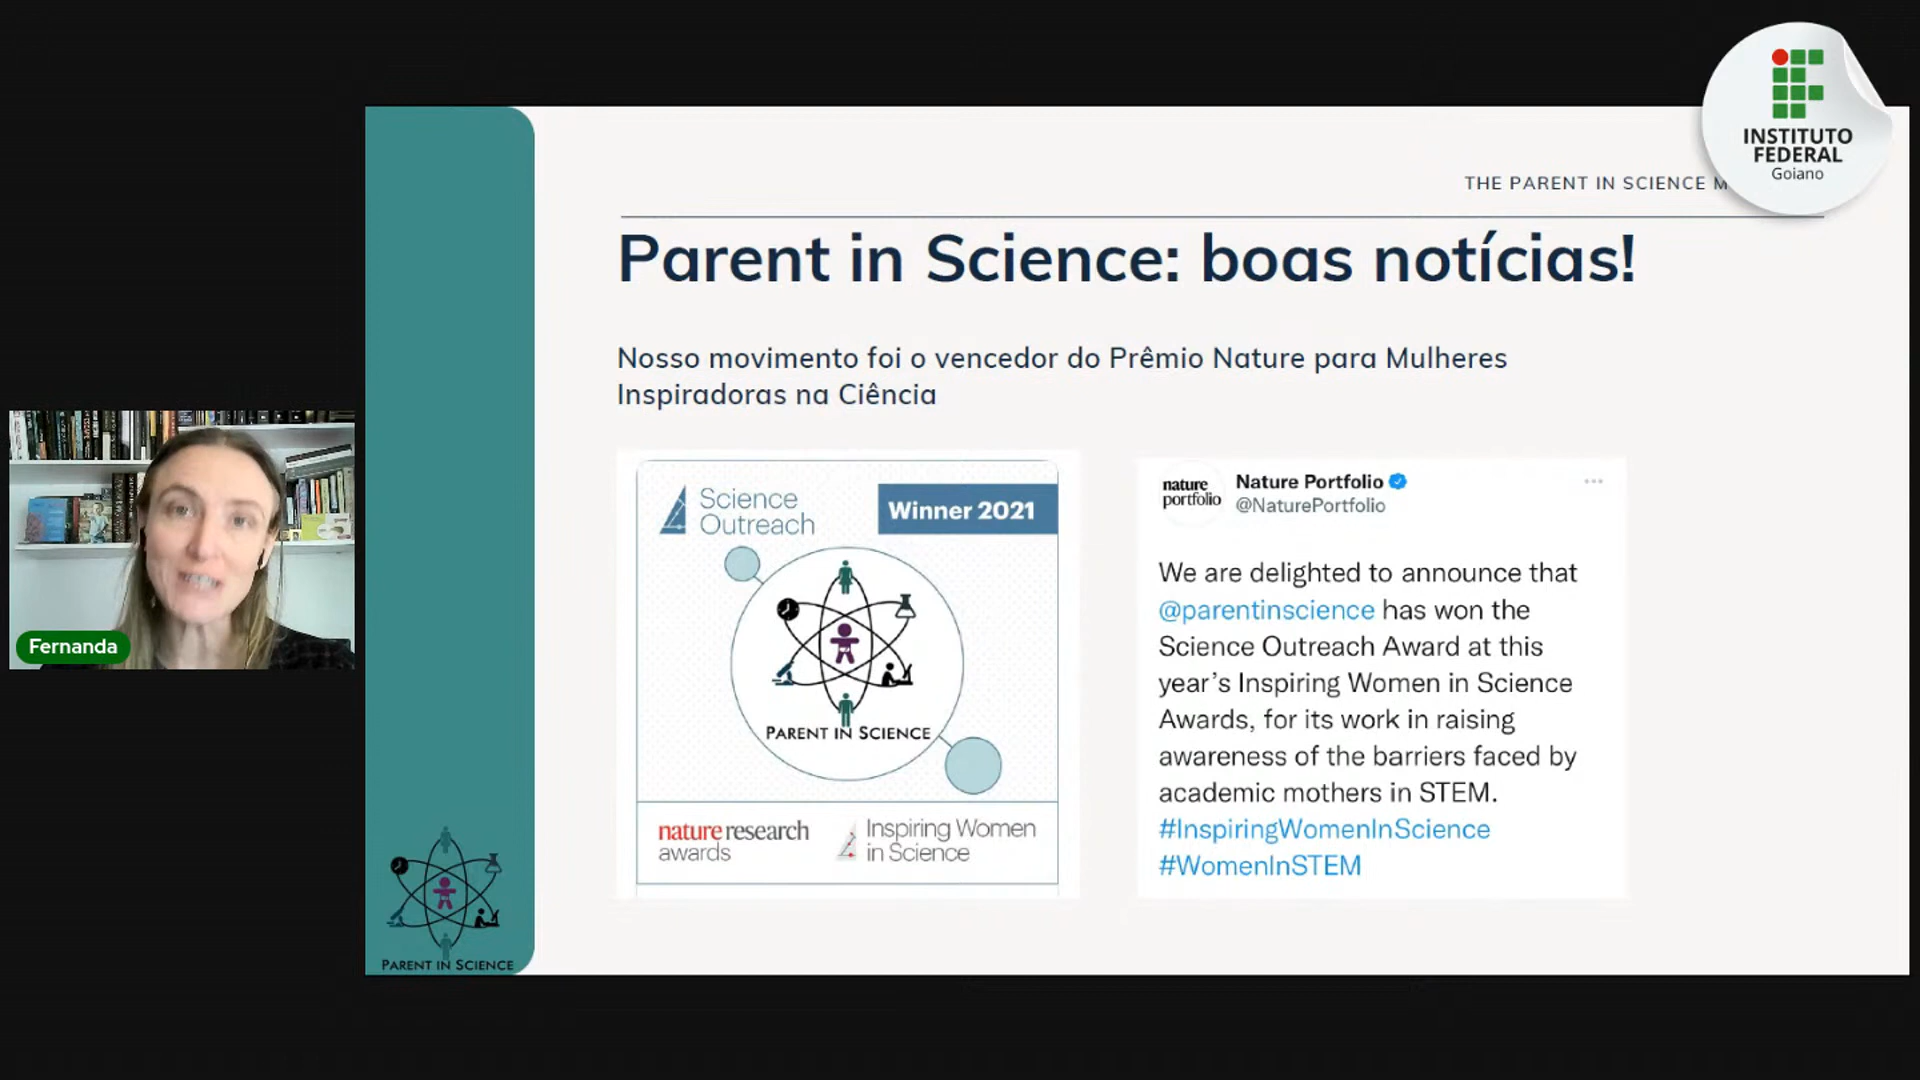 INSTITUTO
FEDERAL
Goiano
THE PARENT IN SCIENCE M
Parent in Science: boas notícias!
Nosso movimento foi o vencedor do Prêmio Nature para Mulheres
Inspiradoras na Ciência
Science
Outreach
Winner 2021
PARENT IN SCIENCE
nature research
awards
Inspiring Women
in Science
nature
portfolio
Nature Portfolio
@NaturePortfolio
We are delighted to announce that
@parentinscience has won the
Science Outreach Award at this
year's Inspiring Women in Science
Awards, for its work in raising
awareness of the barriers faced by
academic mothers in STEM.
#InspiringWomenInScience
#WomenInSTEM
Fernanda
PARENT IN SCIENCE